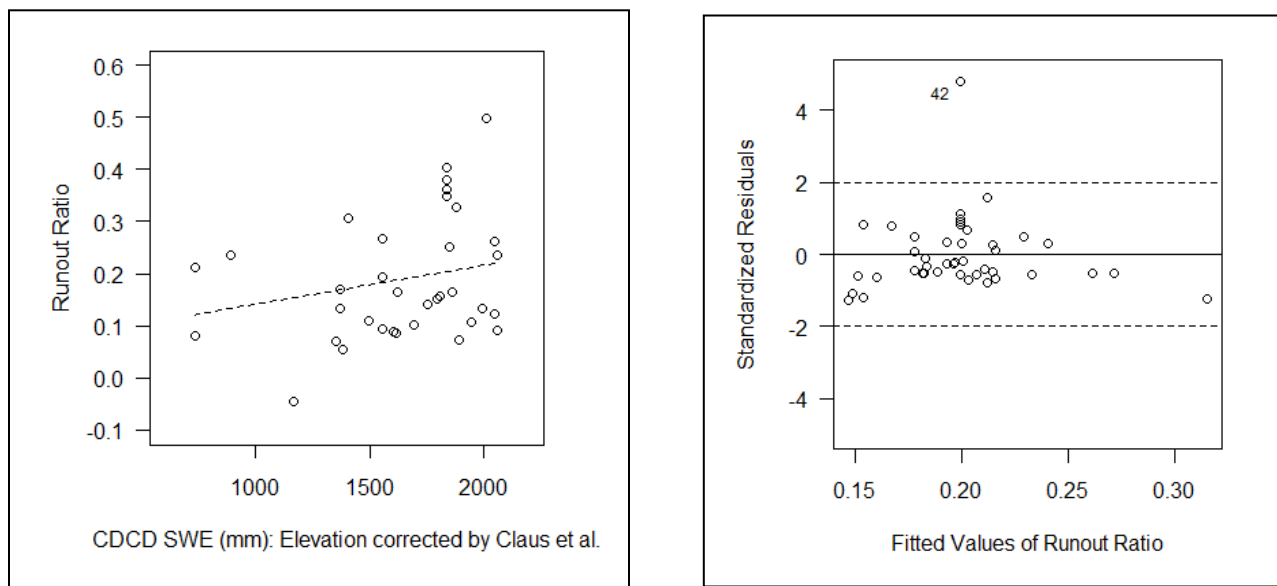 0.6
0.5
0.4
0.3
0.2
0.1
0.0
-0.1
Runout Ratio
1000 1500 2000
CDCD SWE (mm): Elevation corrected by Claus et al.
4
2
0
-2
-4
Standardized Residuals
42
0.15 0.20 0.25 0.30
Fitted Values of Runout Ratio